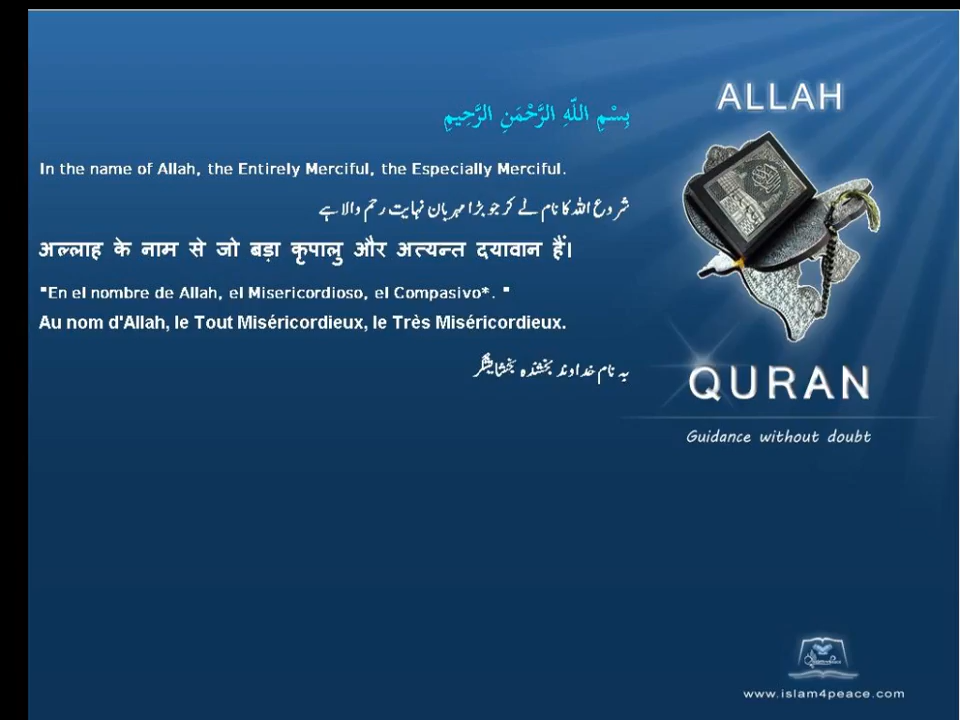 بِسْمِ اللَّهِ الرَّحْمَنِ الرَّحِيمِ
In the name of Allah, the Entirely Merciful, the Especially Merciful.
شروع اللہ کا نام لے کر جو بڑا مہربان نہایت رحم والا ہے
अल्लाह के नाम से जो बड़ा कृपालु और अत्यन्त दयावान हैं।
"En el nombre de Allah, el Misericordioso, el Compasivo*. "
Au nom d'Allah, le Tout Miséricordieux, le Très Miséricordieux.
به نام خداوند بخشنده بخشایشگر
ALLAH
QURAN
Guidance without doubt
www.islam4peace.com